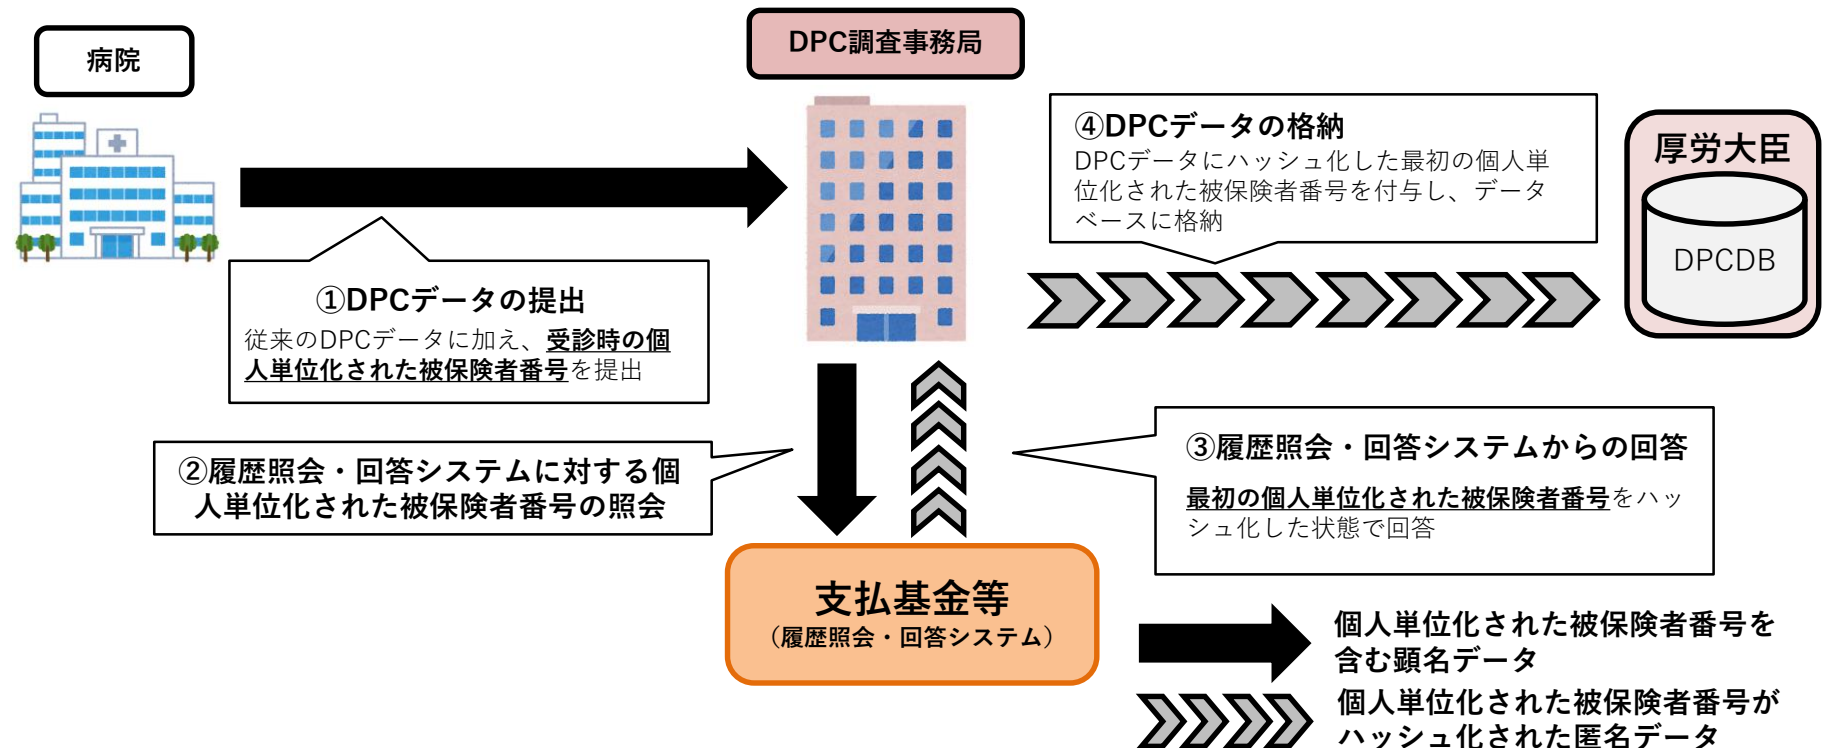 病院
DPC調査事務局
④DPCデータの格納
DPCデータにハッシュ化した最初の個人単
位化された被保険者番号を付与し、データ
ベースに格納
厚労大臣
DPCDB
①DPCデータの提出
従来のDPCデータに加え、受診時の個
人単位化された被保険者番号を提出
②履歴照会・回答システムに対する個
人単位化された被保険者番号の照会
③履歴照会・回答システムからの回答
最初の個人単位化された被保険者番号をハッ
シュ化した状態で回答
支払基金等
（履歴照会・回答システム）
個人単位化された被保険者番号を
含む顕名データ
個人単位化された被保険者番号が
ハッシュ化された匿名データ